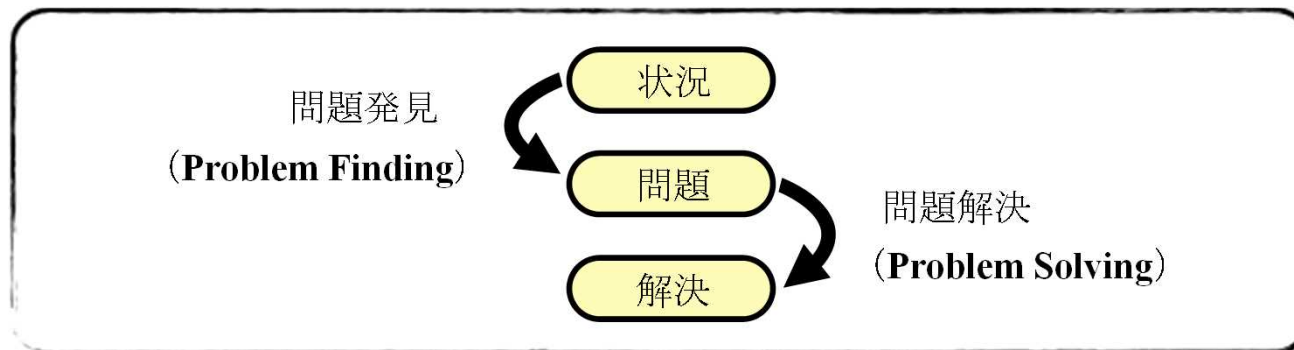 状況
問題発見
（Problem Finding）
問題
問題解決
（Problem Solving）
解決